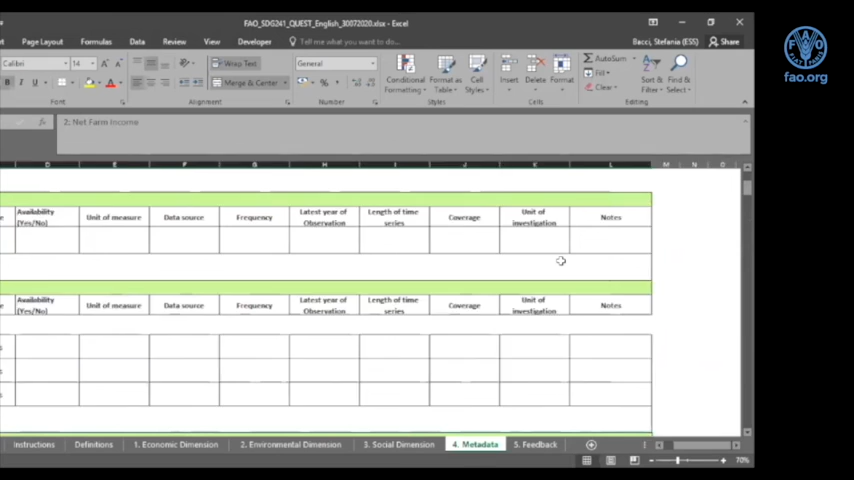 FAO_SDG241_QUEST_English_30072020.xlsx - Excel
Page Layout Formulas Data Review View Developer Tell me what you want to do... Bacci, Stefania (ESS) Share
Calibri 14 A A Wrap Text General AutoSum
B I U A Merge & Center % Fill
Conditional Formatting Format as Table Cell Styles Insert Delete Format Clear Sort & Filter Find & Select
Alignment Number Styles Cells Editing
fx 2: Net Farm Income
D E F G H I J K L M N O
Availability (Yes/No) Unit of measure Data source Frequency Latest year of Observation Length of time series Coverage Unit of investigation Notes
Availability (Yes/No) Unit of measure Data source Frequency Latest year of Observation Length of time series Coverage Unit of investigation Notes
Instructions Definitions 1. Economic Dimension 2. Environmental Dimension 3. Social Dimension 4. Metadata 5. Feedback
70%
FAO
FIAT PANIS
fao.org